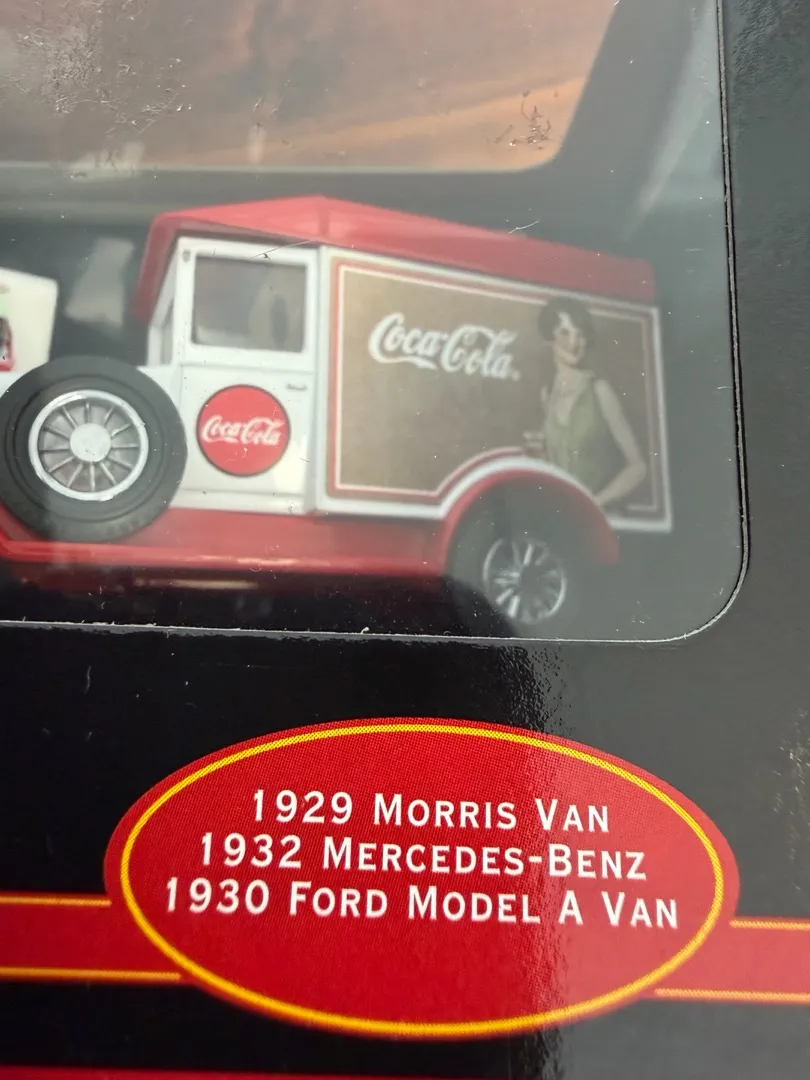 Coca-Cola
Coca-Cola
1929 MORRIS VAN
1932 MERCEDES-BENZ
1930 FORD MODEL A VAN